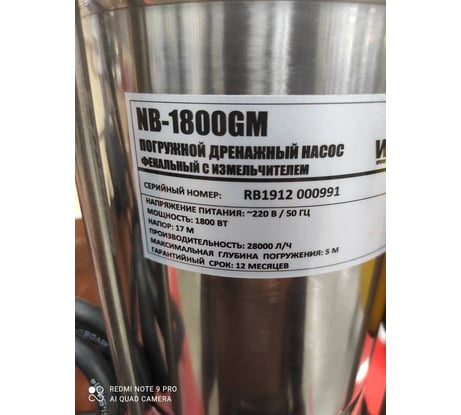 NB-1800GM
ПОГРУЖНОЙ ДРЕНАЖНЫЙ НАСОС
ФЕКАЛЬНЫЙ С ИЗМЕЛЬЧИТЕЛЕМ
СЕРИЙНЫЙ НОМЕР: RB1912 000991
НАПРЯЖЕНИЕ ПИТАНИЯ: ~220 В / 50 ГЦ
МОЩНОСТЬ: 1800 ВТ
НАПОР: 17 М
ПРОИЗВОДИТЕЛЬНОСТЬ: 28000 Л/Ч
МАКСИМАЛЬНАЯ ГЛУБИНА ПОГРУЖЕНИЯ: 5 М
ГАРАНТИЙНЫЙ СРОК: 12 МЕСЯЦЕВ
REDMI NOTE 9 PRO
AI QUAD CAMERA